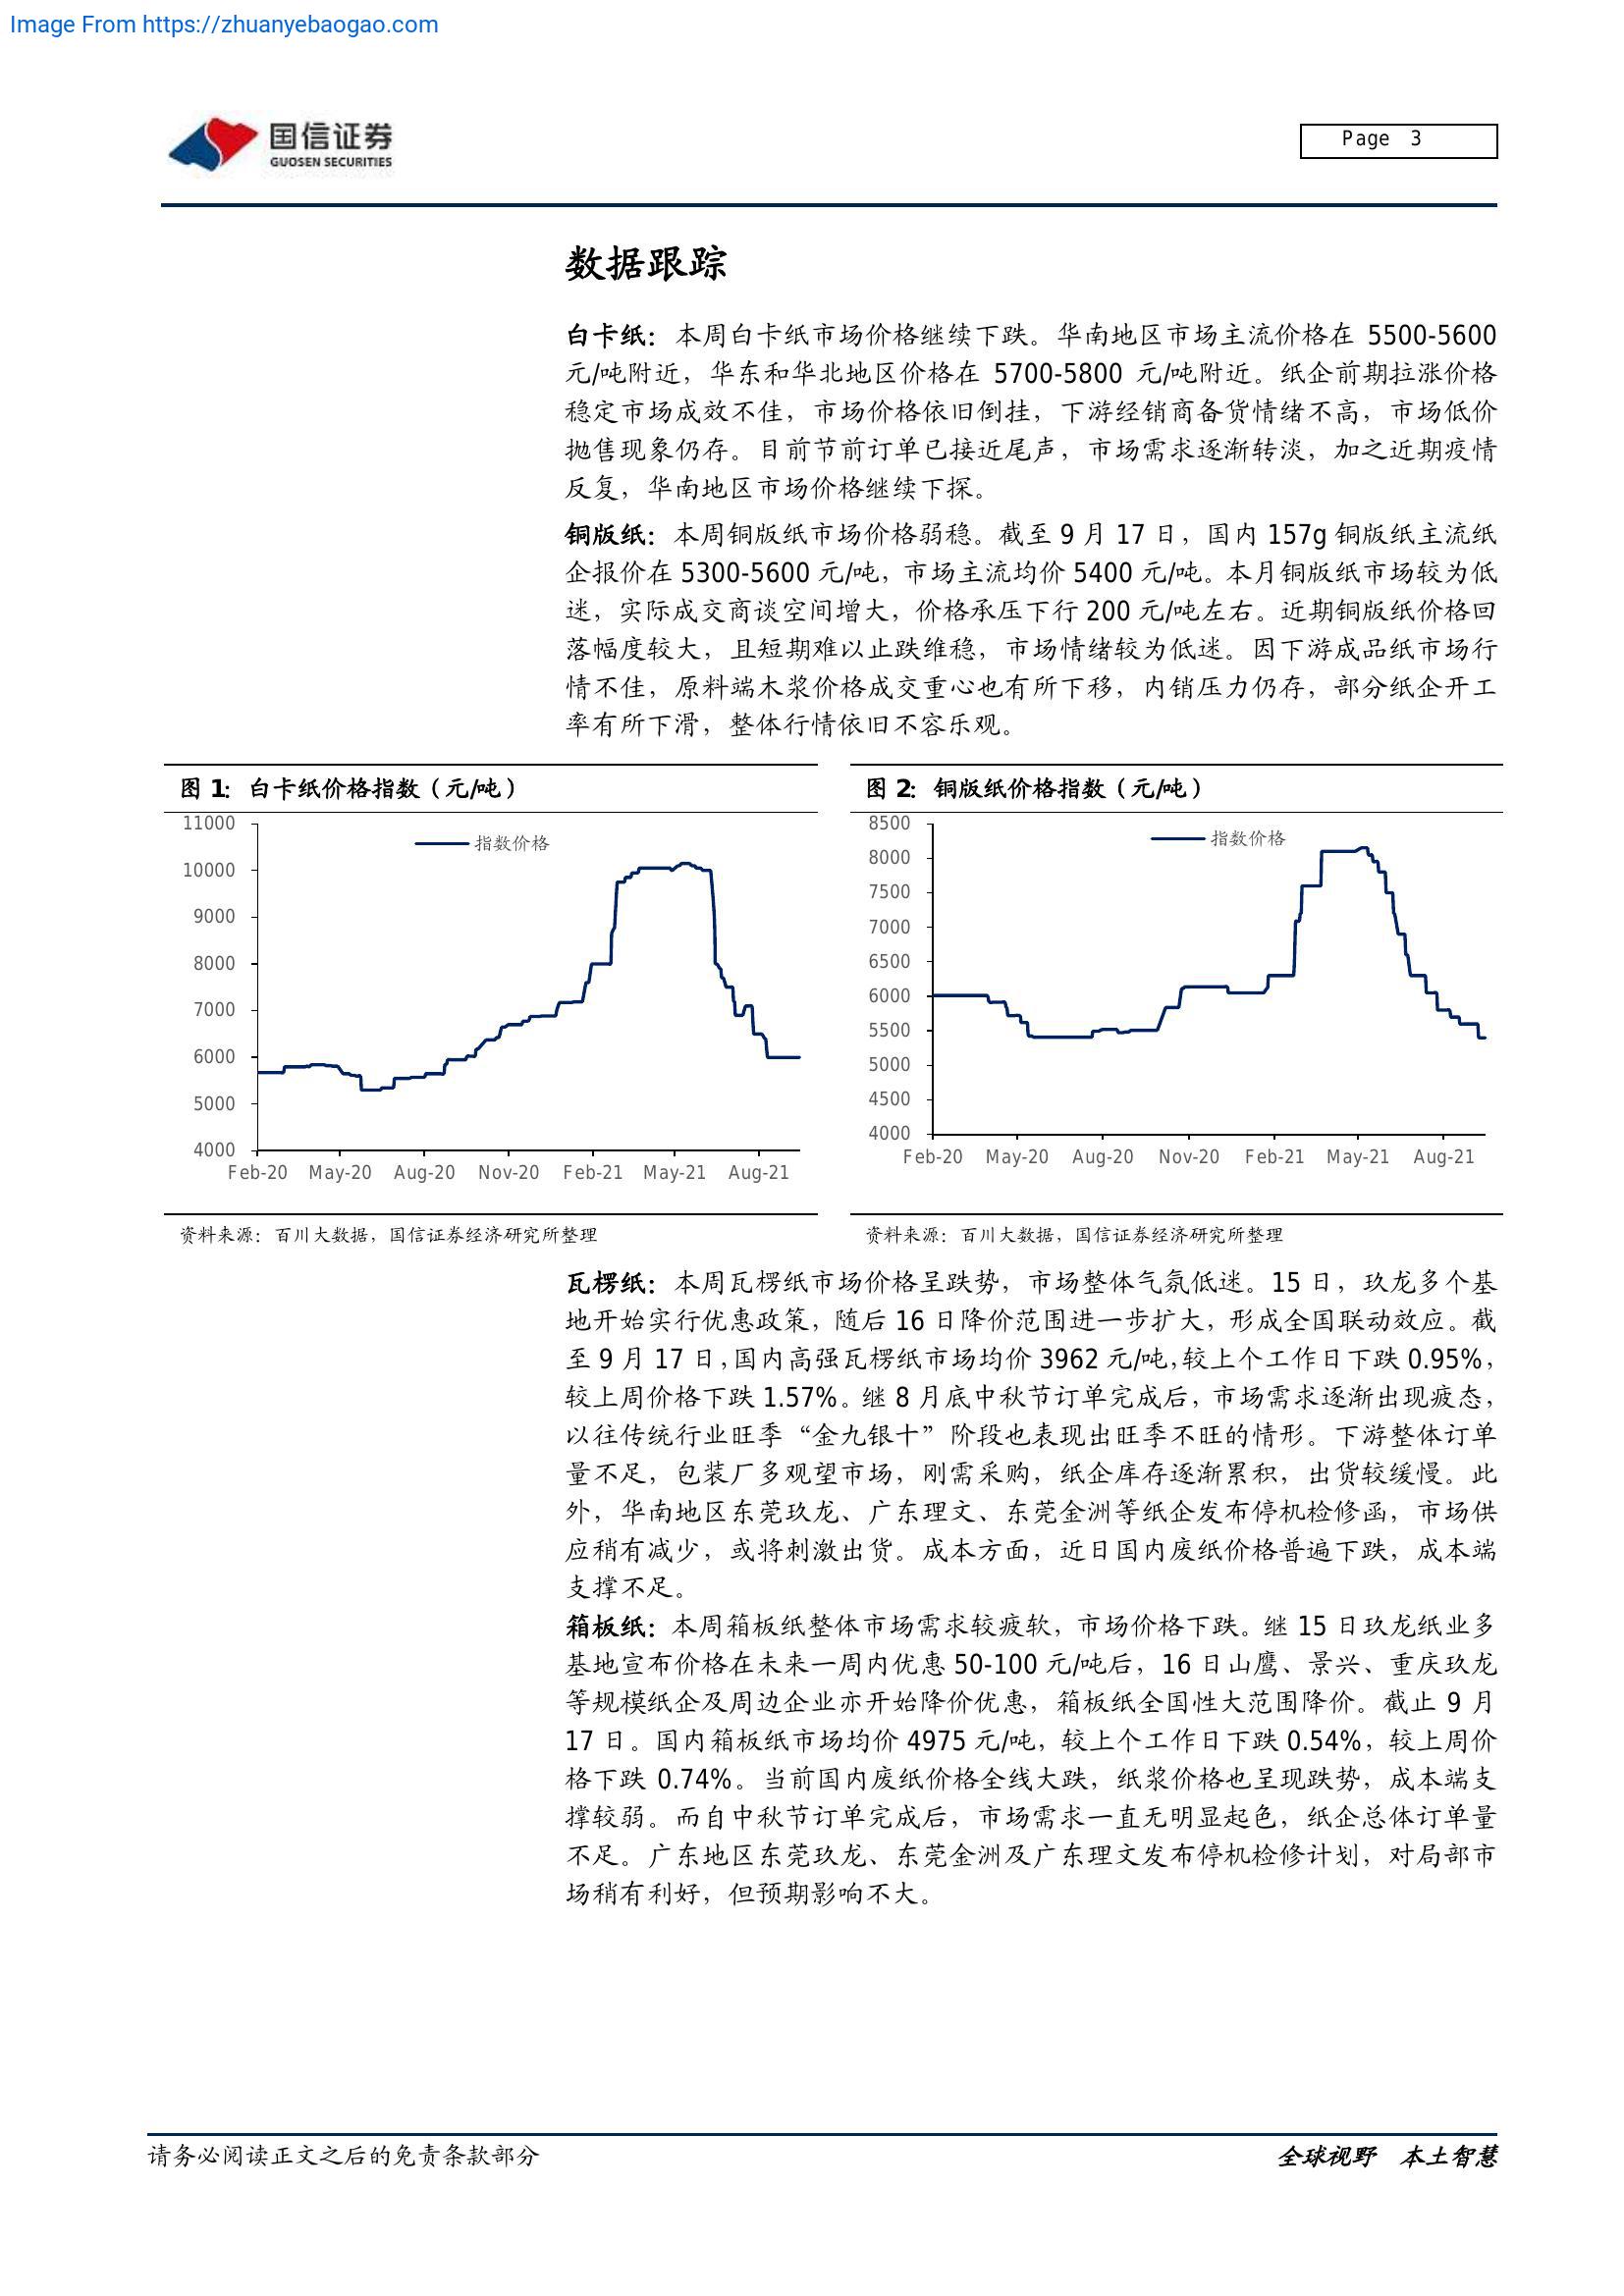 Image From https://zhuanyebaogao.com
国信证券
GUOSEN SECURITIES
Page 3
数据跟踪
白卡纸：本周白卡纸市场价格继续下跌。华南地区市场主流价格在 5500-5600
元/吨附近，华东和华北地区价格在 5700-5800 元/吨附近。纸企前期拉涨价格
稳定市场成效不佳，市场价格依旧倒挂，下游经销商备货情绪不高，市场低价
抛售现象仍存。目前节前订单已接近尾声，市场需求逐渐转淡，加之近期疫情
反复，华南地区市场价格继续下探。
铜版纸：本周铜版纸市场价格弱稳。截至 9 月 17 日，国内 157g 铜版纸主流纸
企报价在 5300-5600 元/吨，市场主流均价 5400 元/吨。本月铜版纸市场较为低
迷，实际成交商谈空间增大，价格承压下行 200 元/吨左右。近期铜版纸价格回
落幅度较大，且短期难以止跌维稳，市场情绪较为低迷。因下游成品纸市场行
情不佳，原料端木浆价格成交重心也有所下移，内销压力仍存，部分纸企开工
率有所下滑，整体行情依旧不容乐观。
图 1：白卡纸价格指数（元/吨）
11000
10000
9000
8000
7000
6000
5000
4000
指数价格
Feb-20 May-20 Aug-20 Nov-20 Feb-21 May-21 Aug-21
资料来源：百川大数据，国信证券经济研究所整理
图 2：铜版纸价格指数（元/吨）
8500
8000
7500
7000
6500
6000
5500
5000
4500
4000
指数价格
Feb-20 May-20 Aug-20 Nov-20 Feb-21 May-21 Aug-21
资料来源：百川大数据，国信证券经济研究所整理
瓦楞纸：本周瓦楞纸市场价格呈跌势，市场整体气氛低迷。15 日，玖龙多个基
地开始实行优惠政策，随后 16 日降价范围进一步扩大，形成全国联动效应。截
至 9 月 17 日，国内高强瓦楞纸市场均价 3962 元/吨，较上个工作日下跌 0.95%，
较上周价格下跌 1.57%。继 8 月底中秋节订单完成后，市场需求逐渐出现疲态，
以往传统行业旺季“金九银十”阶段也表现出旺季不旺的情形。下游整体订单
量不足，包装厂多观望市场，刚需采购，纸企库存逐渐累积，出货较缓慢。此
外，华南地区东莞玖龙、广东理文、东莞金洲等纸企发布停机检修函，市场供
应稍有减少，或将刺激出货。成本方面，近日国内废纸价格普遍下跌，成本端
支撑不足。
箱板纸：本周箱板纸整体市场需求较疲软，市场价格下跌。继 15 日玖龙纸业多
基地宣布价格在未来一周内优惠 50-100 元/吨后，16 日山鹰、景兴、重庆玖龙
等规模纸企及周边企业亦开始降价优惠，箱板纸全国性大范围降价。截止 9 月
17 日。国内箱板纸市场均价 4975 元/吨，较上个工作日下跌 0.54%，较上周价
格下跌 0.74%。当前国内废纸价格全线大跌，纸浆价格也呈现跌势，成本端支
撑较弱。而自中秋节订单完成后，市场需求一直无明显起色，纸企总体订单量
不足。广东地区东莞玖龙、东莞金洲及广东理文发布停机检修计划，对局部市
场稍有利好，但预期影响不大。
请务必阅读正文之后的免责条款部分
全球视野 本土智慧